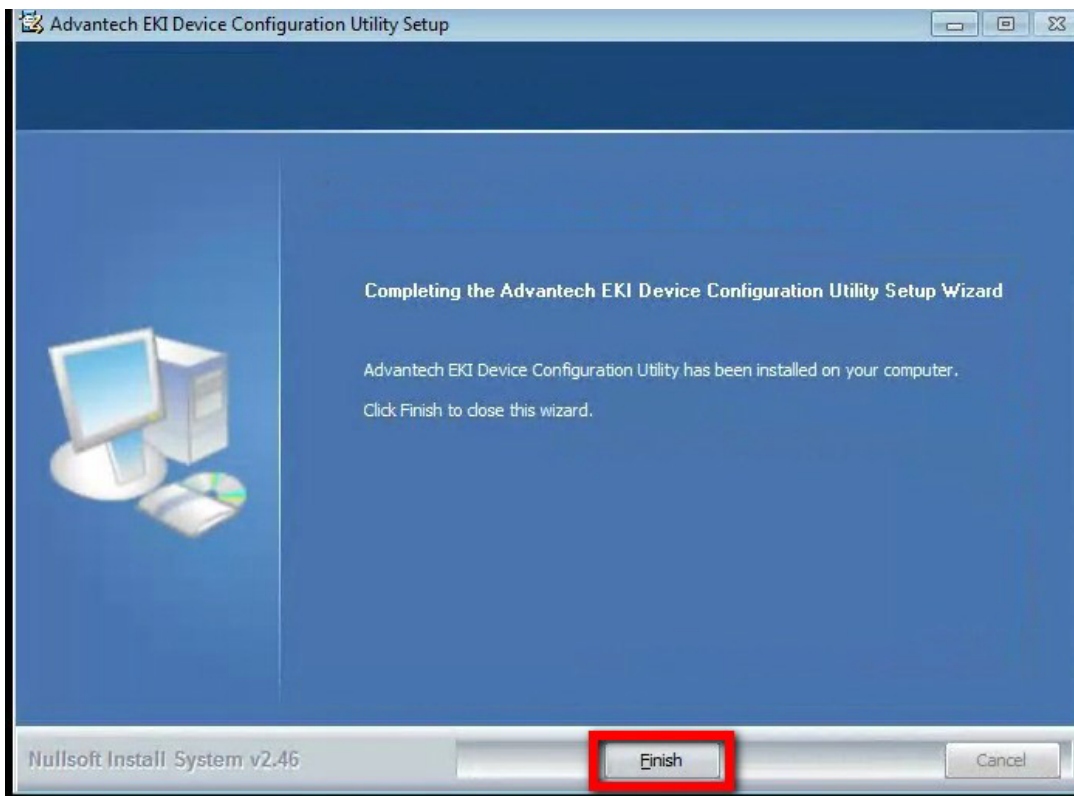 Advantech EKI Device Configuration Utility Setup
Completing the Advantech EKI Device Configuration Utility Setup Wizard
Advantech EKI Device Configuration Utility has been installed on your computer.
Click Finish to close this wizard.
Nullsoft Install System v2.46
Finish
Cancel